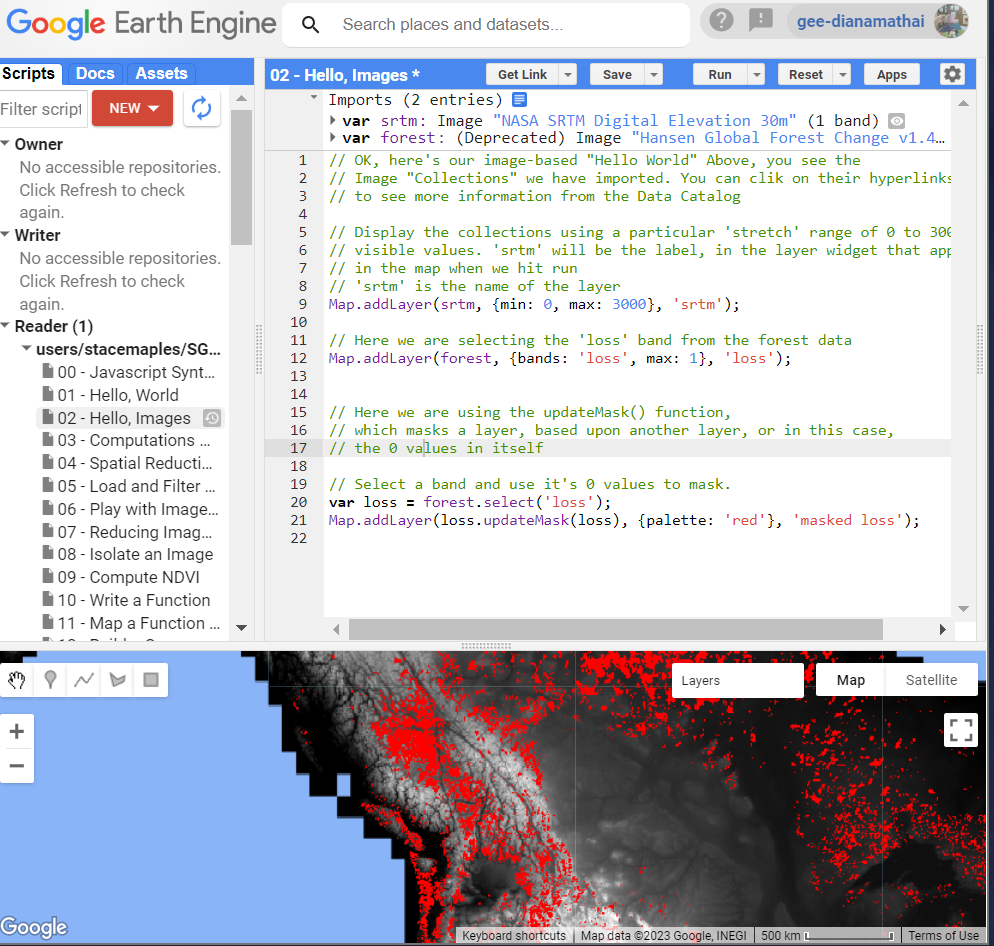 Google Earth Engine
Search places and datasets...
gee-dianamathai
Scripts Docs Assets
Filter script
NEW
Owner
No accessible repositories.
Click Refresh to check
again.
Writer
No accessible repositories.
Click Refresh to check
again.
Reader (1)
users/stacemaples/SG...
00 - Javascript Synt...
01 - Hello, World
02 - Hello, Images
03 - Computations ...
04 - Spatial Reducti...
05 - Load and Filter ...
06 - Play with Image...
07 - Reducing Imag...
08 - Isolate an Image
09 - Compute NDVI
10 - Write a Function
11 - Map a Function ...
02 - Hello, Images *
Get Link Save Run Reset Apps
Imports (2 entries)
var srtm: Image "NASA SRTM Digital Elevation 30m" (1 band)
var forest: (Deprecated) Image "Hansen Global Forest Change v1.4…
1 // OK, here's our image-based "Hello World" Above, you see the
2 // Image "Collections" we have imported. You can clik on their hyperlinks
3 // to see more information from the Data Catalog
4
5 // Display the collections using a particular 'stretch' range of 0 to 300
6 // visible values. 'srtm' will be the label, in the layer widget that app
7 // in the map when we hit run
8 // 'srtm' is the name of the layer
9 Map.addLayer(srtm, {min: 0, max: 3000}, 'srtm');
10
11 // Here we are selecting the 'loss' band from the forest data
12 Map.addLayer(forest, {bands: 'loss', max: 1}, 'loss');
13
14
15 // Here we are using the updateMask() function,
16 // which masks a layer, based upon another layer, or in this case,
17 // the 0 values in itself
18
19 // Select a band and use it's 0 values to mask.
20 var loss = forest.select('loss');
21 Map.addLayer(loss.updateMask(loss), {palette: 'red'}, 'masked loss');
22
Layers
Map Satellite
+
−
Google
Keyboard shortcuts Map data ©2023 Google, INEGI 500 km Terms of Use